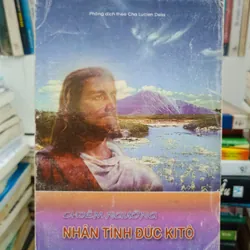 Phỏng dịch theo Cha Lucien Deiss
CHIÊM NGƯỠNG
NHÂN TÍNH ĐỨC KITÔ